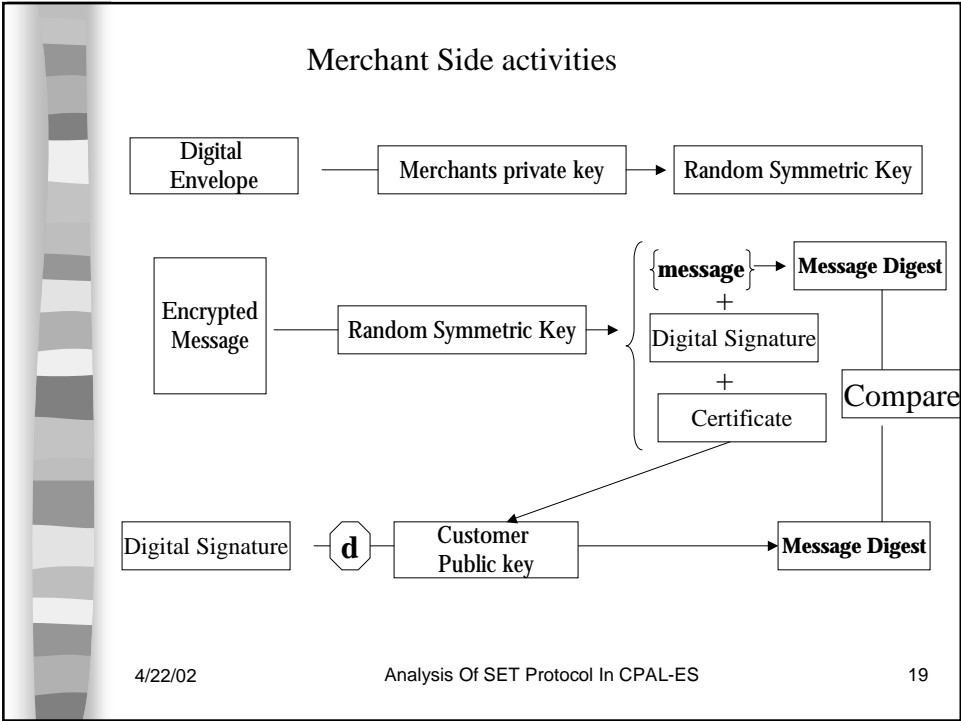 Merchant Side activities
Digital
Envelope
Merchants private key
Random Symmetric Key
Encrypted
Message
Random Symmetric Key
{message}
Message Digest
+
Digital Signature
+
Certificate
Compare
Digital Signature
d
Customer
Public key
Message Digest
4/22/02
Analysis Of SET Protocol In CPAL-ES
19